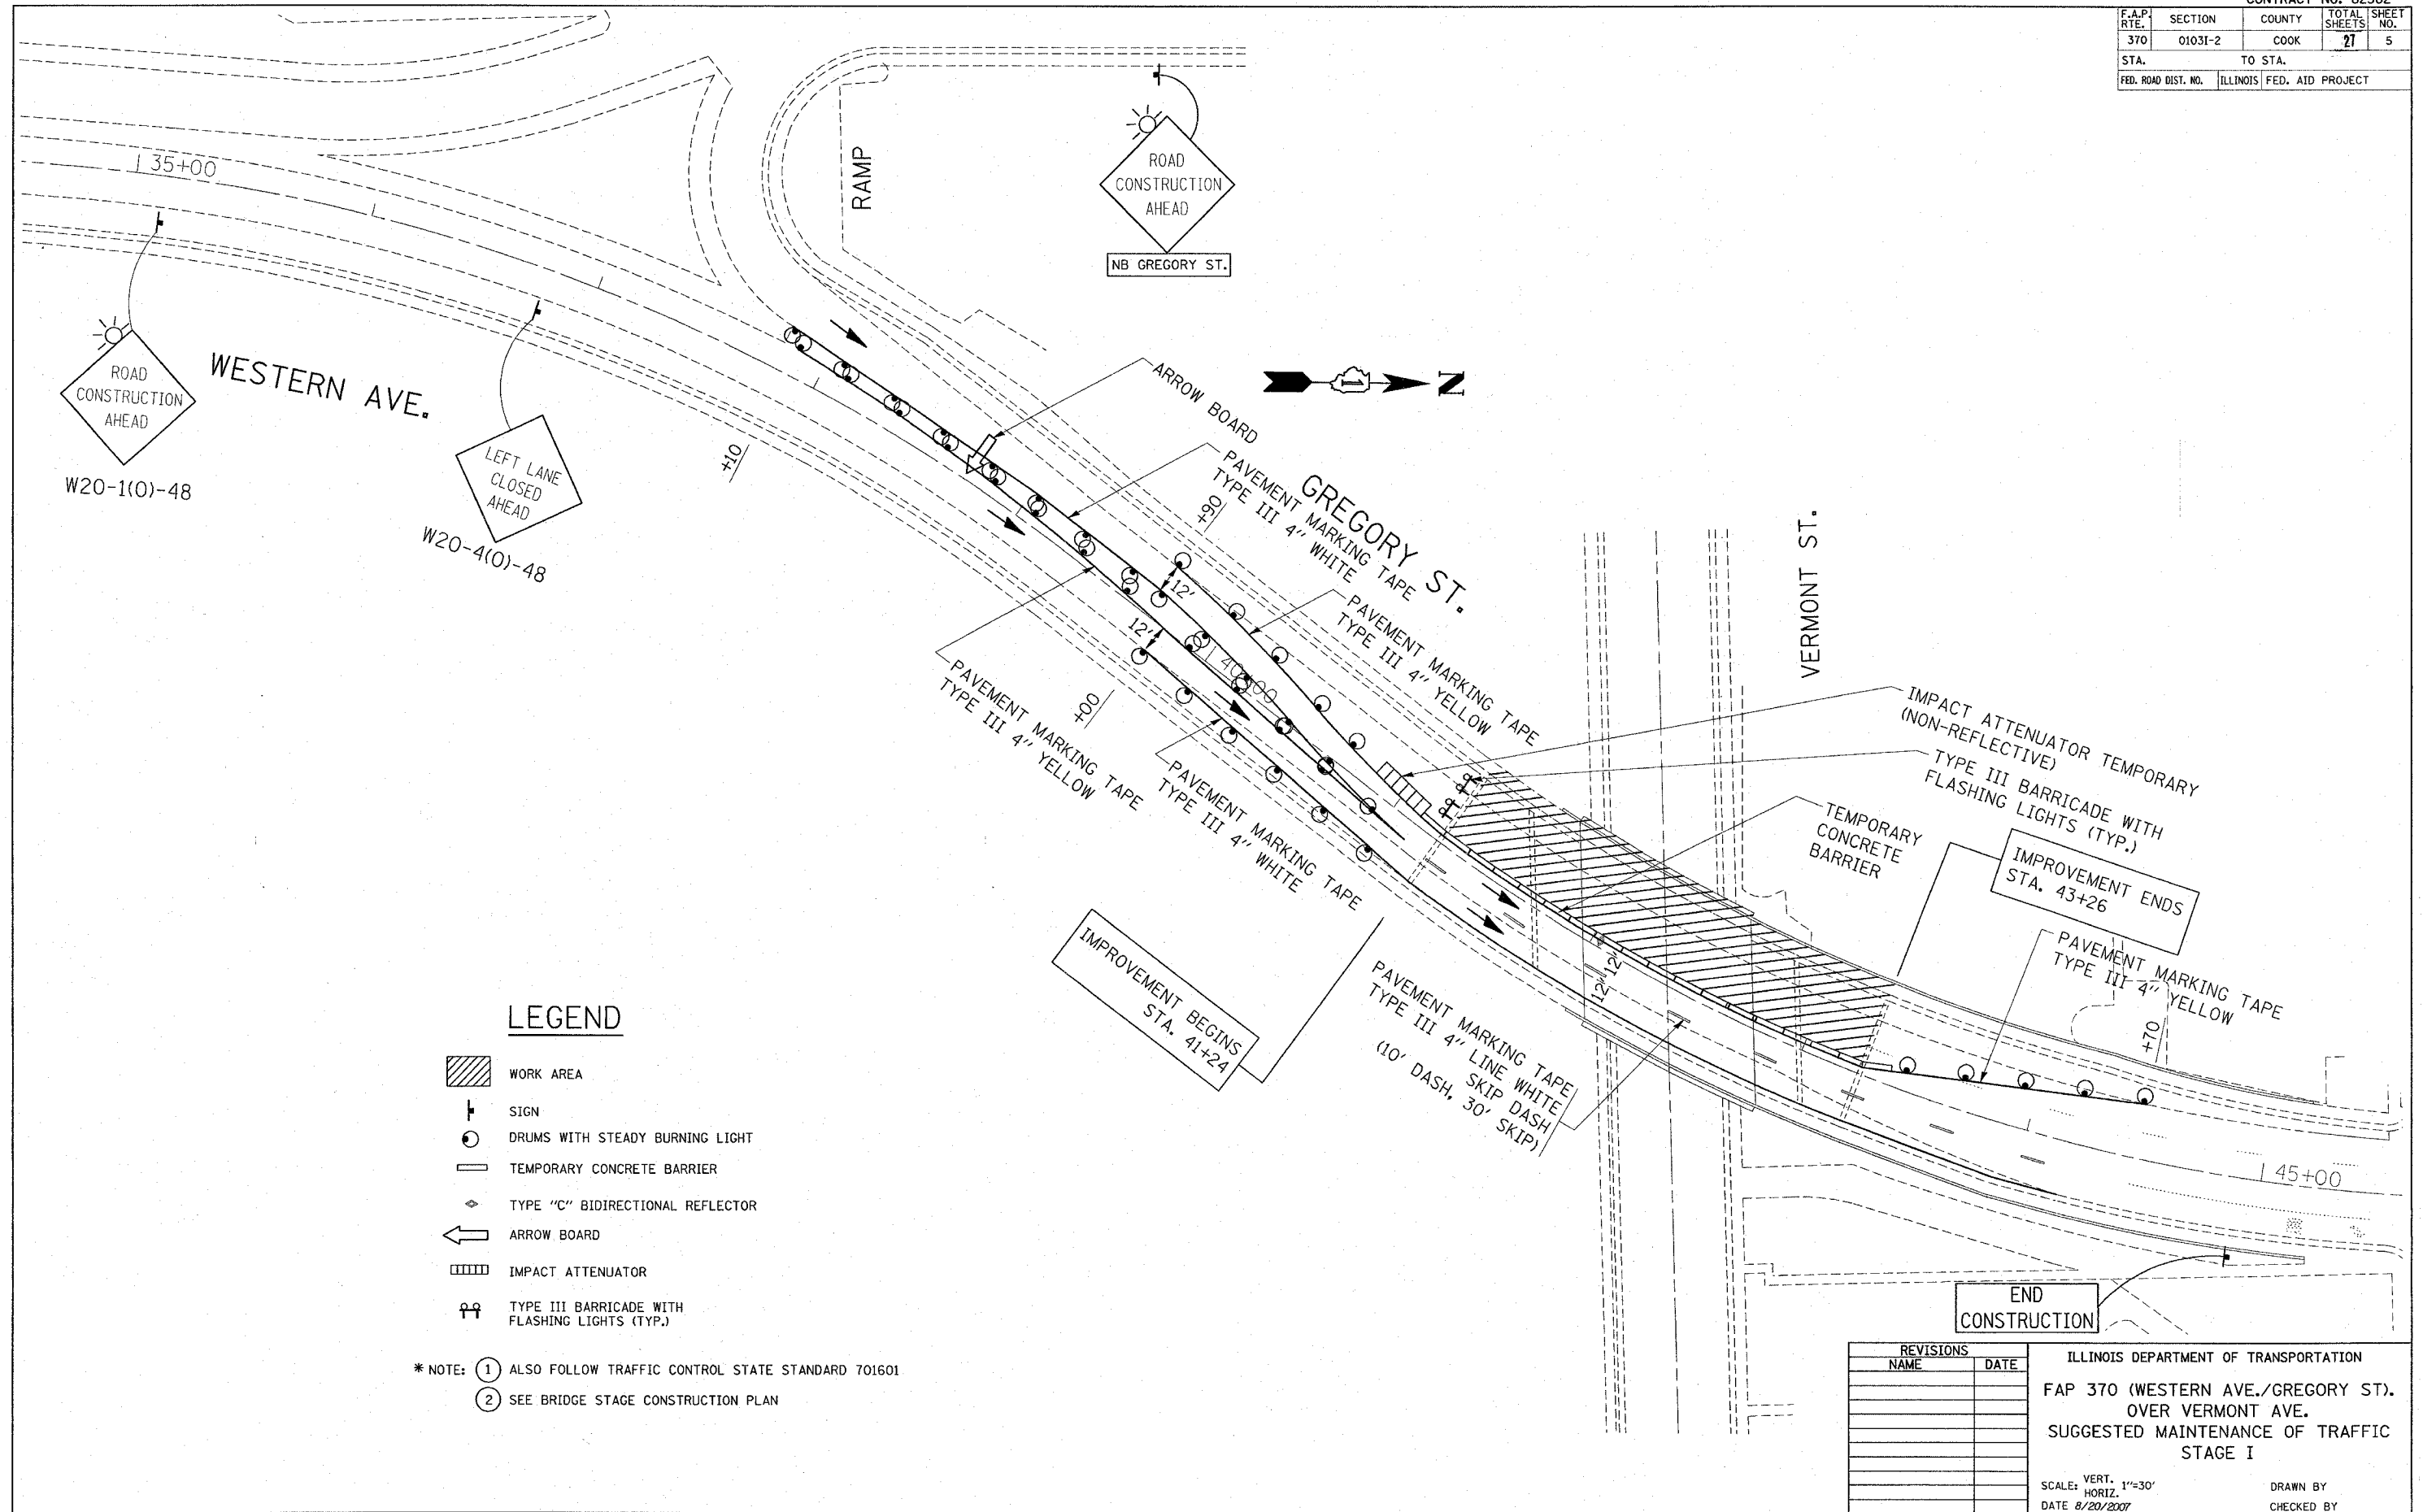 F.A.P. RTE. SECTION COUNTY TOTAL SHEETS SHEET NO.
370 0103I-2 COOK 27 5
STA. TO STA.
FED. ROAD DIST. NO. ILLINOIS FED. AID PROJECT
35+00
RAMP
ROAD
CONSTRUCTION
AHEAD
NB GREGORY ST.
ROAD
CONSTRUCTION
AHEAD
W20-1(O)-48
WESTERN AVE.
LEFT LANE
CLOSED
AHEAD
W20-4(O)-48
+10
ARROW BOARD
N
PAVEMENT MARKING TAPE
TYPE III 4" WHITE
+90
GREGORY ST.
12'
PAVEMENT MARKING TAPE
TYPE III 4" YELLOW
12'
PAVEMENT MARKING TAPE
TYPE III 4" YELLOW
+00
PAVEMENT MARKING TAPE
TYPE III 4" WHITE
VERMONT ST.
IMPACT ATTENUATOR TEMPORARY
(NON-REFLECTIVE)
TYPE III BARRICADE WITH
FLASHING LIGHTS (TYP.)
TEMPORARY
CONCRETE
BARRIER
IMPROVEMENT ENDS
STA. 43+26
12'
12'
PAVEMENT MARKING TAPE
TYPE III 4" YELLOW
+70
IMPROVEMENT BEGINS
STA. 41+24
PAVEMENT MARKING TAPE
TYPE III 4" LINE WHITE
SKIP DASH
(10' DASH, 30' SKIP)
45+00
END
CONSTRUCTION
LEGEND
WORK AREA
SIGN
DRUMS WITH STEADY BURNING LIGHT
TEMPORARY CONCRETE BARRIER
TYPE "C" BIDIRECTIONAL REFLECTOR
ARROW BOARD
IMPACT ATTENUATOR
TYPE III BARRICADE WITH
FLASHING LIGHTS (TYP.)
* NOTE: 1 ALSO FOLLOW TRAFFIC CONTROL STATE STANDARD 701601
2 SEE BRIDGE STAGE CONSTRUCTION PLAN
REVISIONS
NAME DATE
ILLINOIS DEPARTMENT OF TRANSPORTATION
FAP 370 (WESTERN AVE./GREGORY ST).
OVER VERMONT AVE.
SUGGESTED MAINTENANCE OF TRAFFIC
STAGE I
SCALE: VERT. HORIZ. 1"=30'
DRAWN BY
DATE 8/20/2007
CHECKED BY